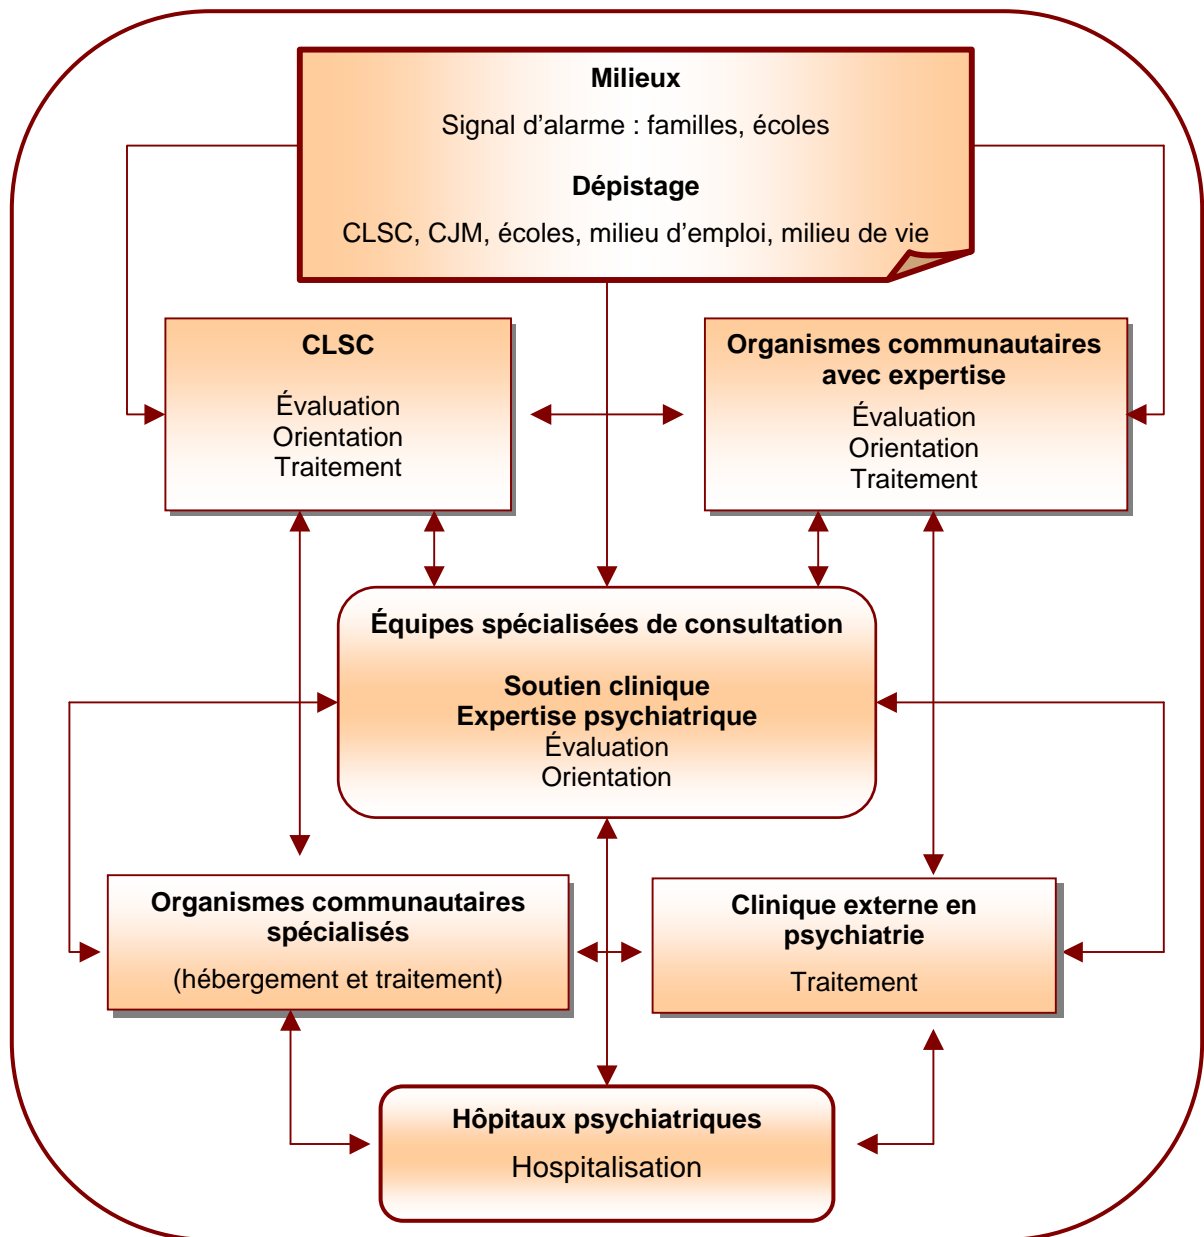 Milieux
Signal d'alarme : familles, écoles
Dépistage
CLSC, CJM, écoles, milieu d'emploi, milieu de vie
CLSC
Évaluation
Orientation
Traitement
Organismes communautaires
avec expertise
Évaluation
Orientation
Traitement
Équipes spécialisées de consultation
Soutien clinique
Expertise psychiatrique
Évaluation
Orientation
Organismes communautaires
spécialisés
(hébergement et traitement)
Clinique externe en
psychiatrie
Traitement
Hôpitaux psychiatriques
Hospitalisation